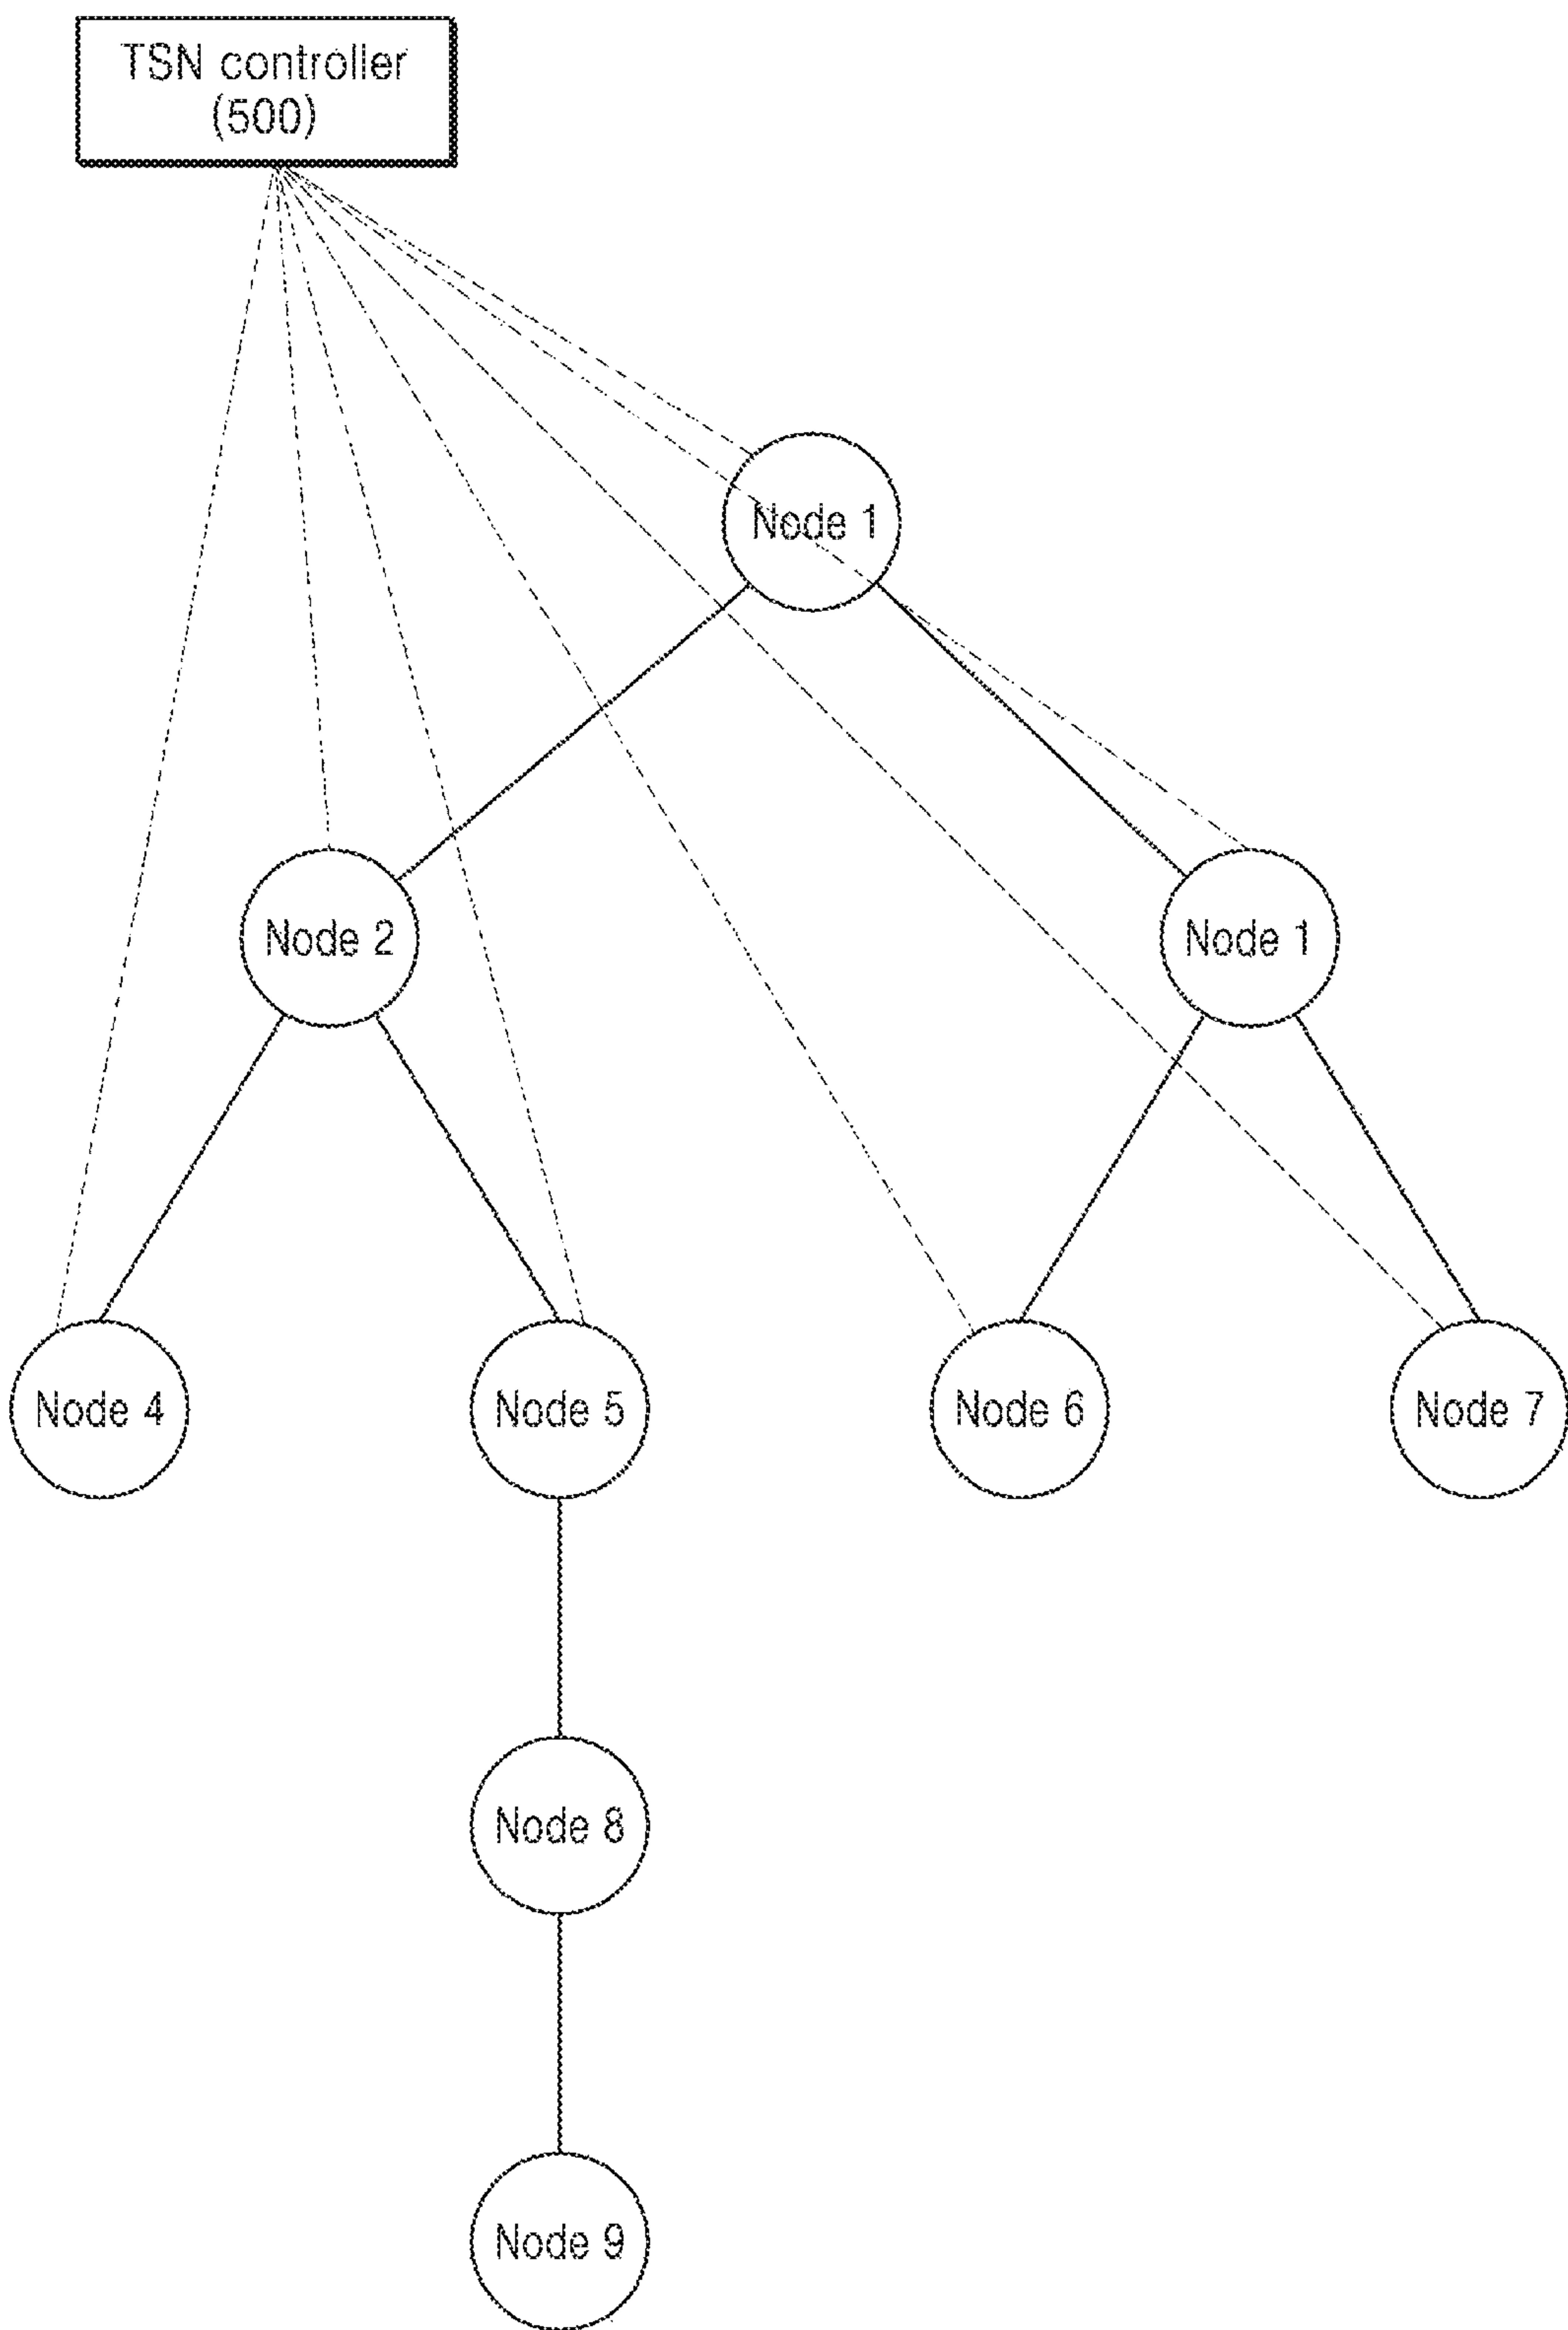 TSN controller
(500)
Node 1
Node 2
Node 1
Node 4
Node 5
Node 6
Node 7
Node 8
Node 9